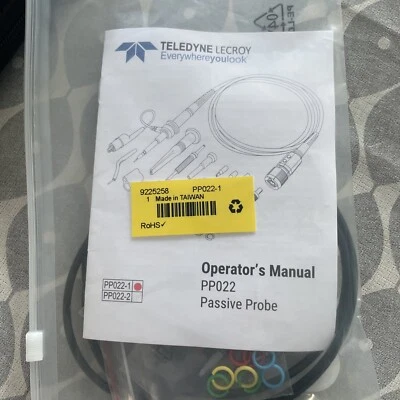 TELEDYNE LECROY
Everywhereyoulook™
9225258 PP022-1
1 Made in TAIWAN
RoHS✓
Operator's Manual
PP022
Passive Probe
PP022-1
PP022-2